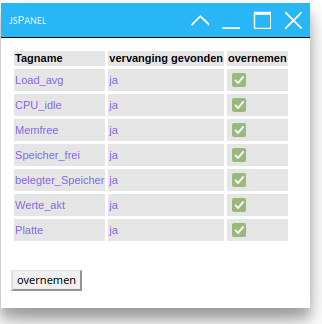 JSPANEL
Tagname vervanging gevonden overnemen
Load_avg ja
CPU_idle ja
Memfree ja
Speicher_frei ja
belegter_Speicher ja
Werte_akt ja
Platte ja
overnemen